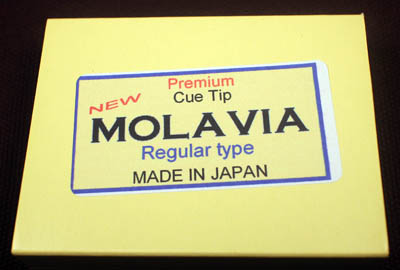 Premium
NEW
Cue Tip
MOLAVIA
Regular type
MADE IN JAPAN